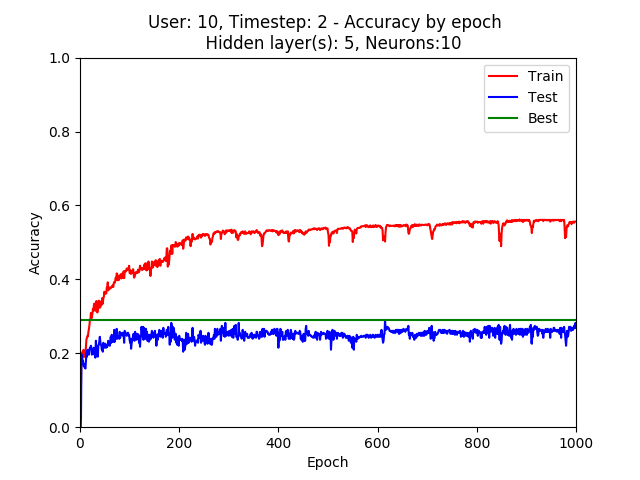 User: 10, Timestep: 2 - Accuracy by epoch
Hidden layer(s): 5, Neurons:10
1.0
0.8
0.6
0.4
0.2
0.0
Accuracy
Train
Test
Best
0
200
400
600
800
1000
Epoch